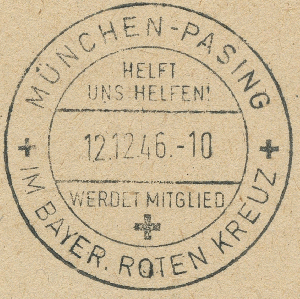 MÜNCHEN-PASING
HELFT
UNS HELFEN!
12.12.46.-10
WERDET MITGLIED
IM BAYER. ROTEN KREUZ